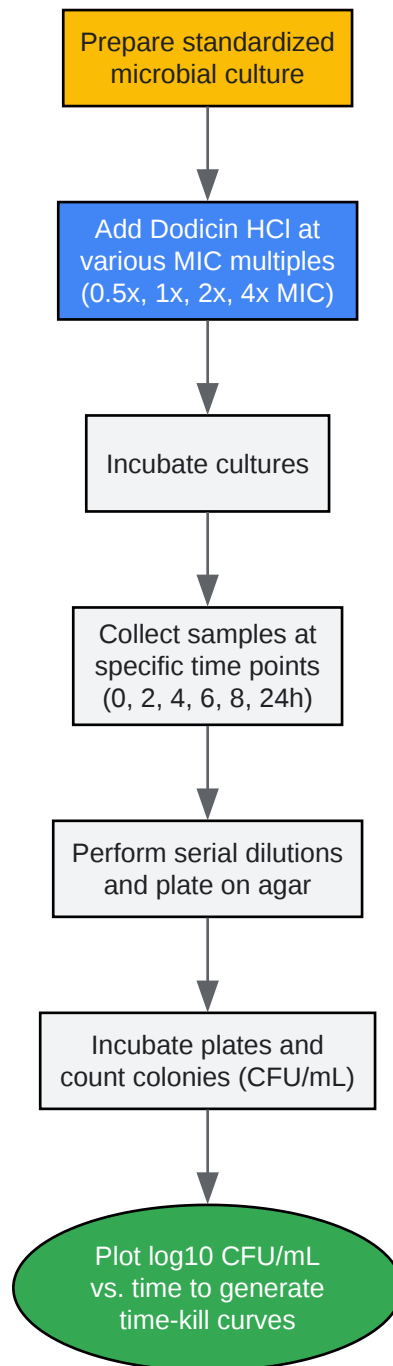 Prepare standardized
microbial culture
Add Dodicin HCl at
various MIC multiples
(0.5x, 1x, 2x, 4x MIC)
Incubate cultures
Collect samples at
specific time points
(0, 2, 4, 6, 8, 24h)
Perform serial dilutions
and plate on agar
Incubate plates and
count colonies (CFU/mL)
Plot log10 CFU/mL
vs. time to generate
time-kill curves